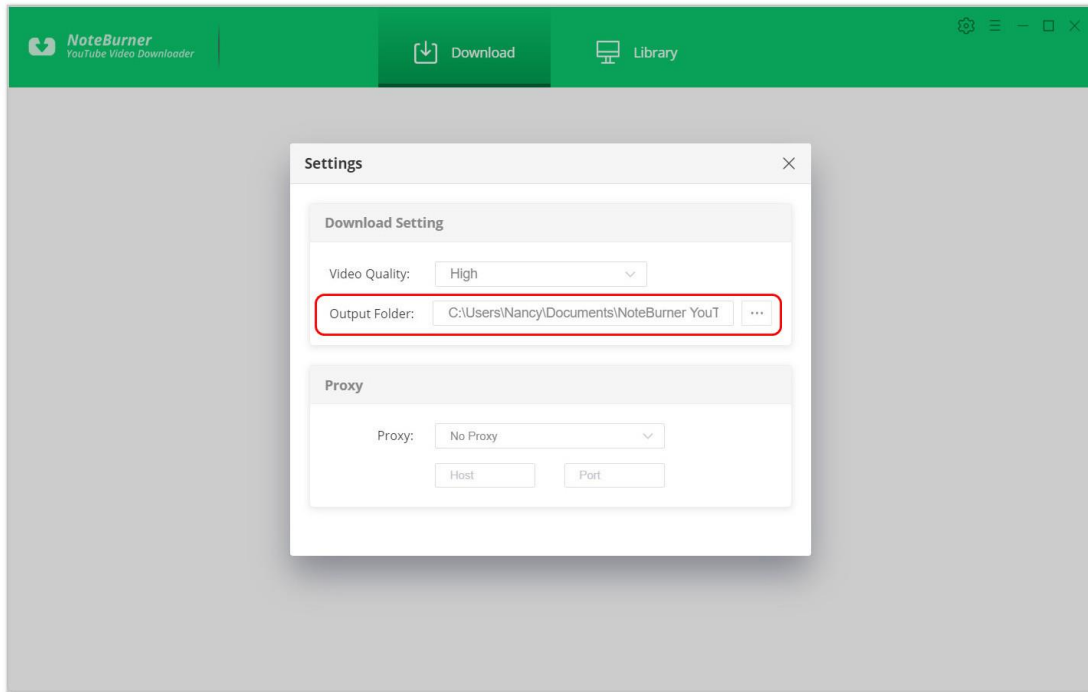 NoteBurner
YouTube Video Downloader
Download
Library
Settings
Download Setting
Video Quality: High
Output Folder: C:\Users\Nancy\Documents\NoteBurner YouT ...
Proxy
Proxy: No Proxy
Host Port